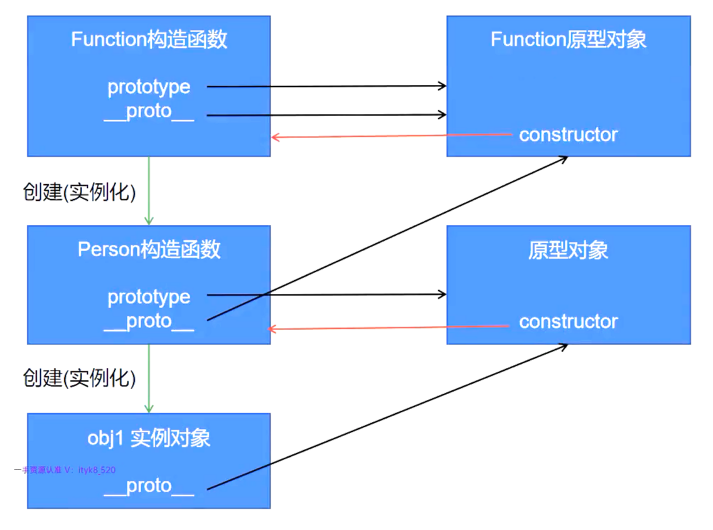 Function构造函数
prototype
__proto__
Function原型对象
constructor
创建(实例化)
Person构造函数
prototype
__proto__
原型对象
constructor
创建(实例化)
obj1 实例对象
一手资源认准 V：ityk8_520
__proto__